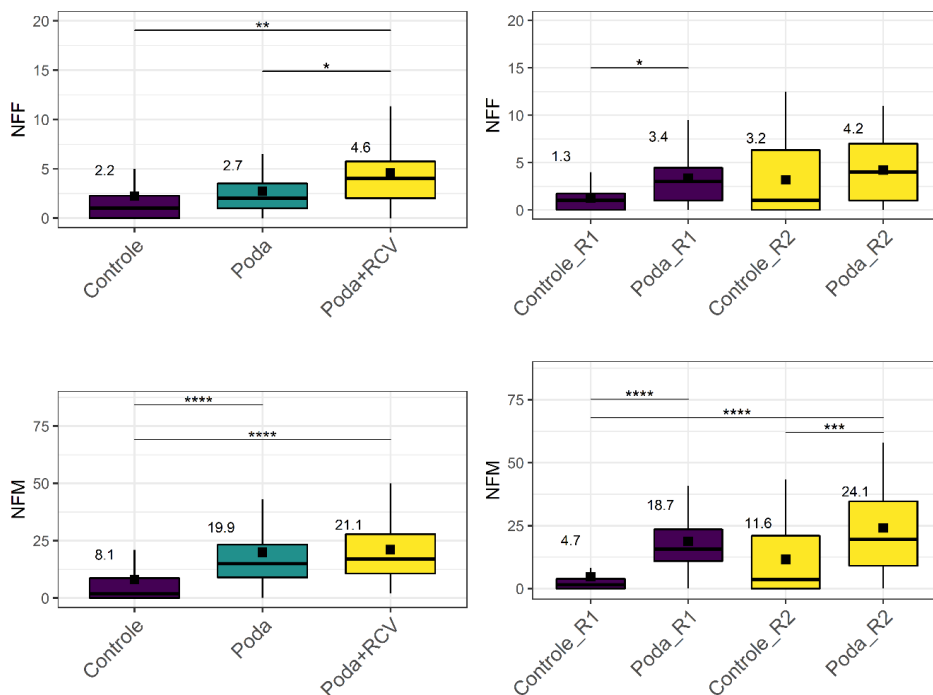 NFF
20
15
10
5
0
**
*
2.2
2.7
4.6
Controle
Poda
Poda+RCV
NFF
20
15
10
5
0
*
1.3
3.4
3.2
4.2
Controle_R1
Poda_R1
Controle_R2
Poda_R2
NFM
75
50
25
0
****
****
8.1
19.9
21.1
Controle
Poda
Poda+RCV
NFM
75
50
25
0
****
****
***
4.7
18.7
11.6
24.1
Controle_R1
Poda_R1
Controle_R2
Poda_R2